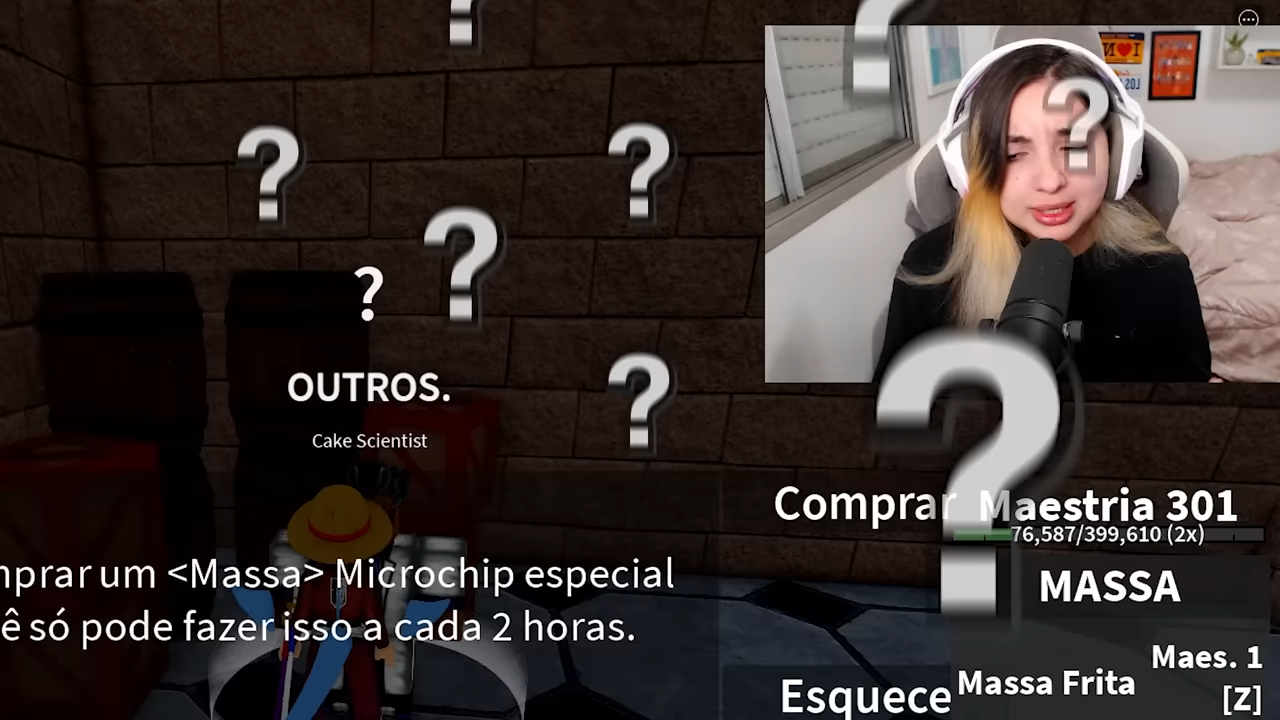 ?
?
?
?
?
?
?
?
?
OUTROS.
Cake Scientist
Comprar
Maestria 301
76,587/399,610 (2x)
mprar um <Massa> Microchip especial
ê só pode fazer isso a cada 2 horas.
MASSA
Maes. 1
Esquece
Massa Frita
[Z]